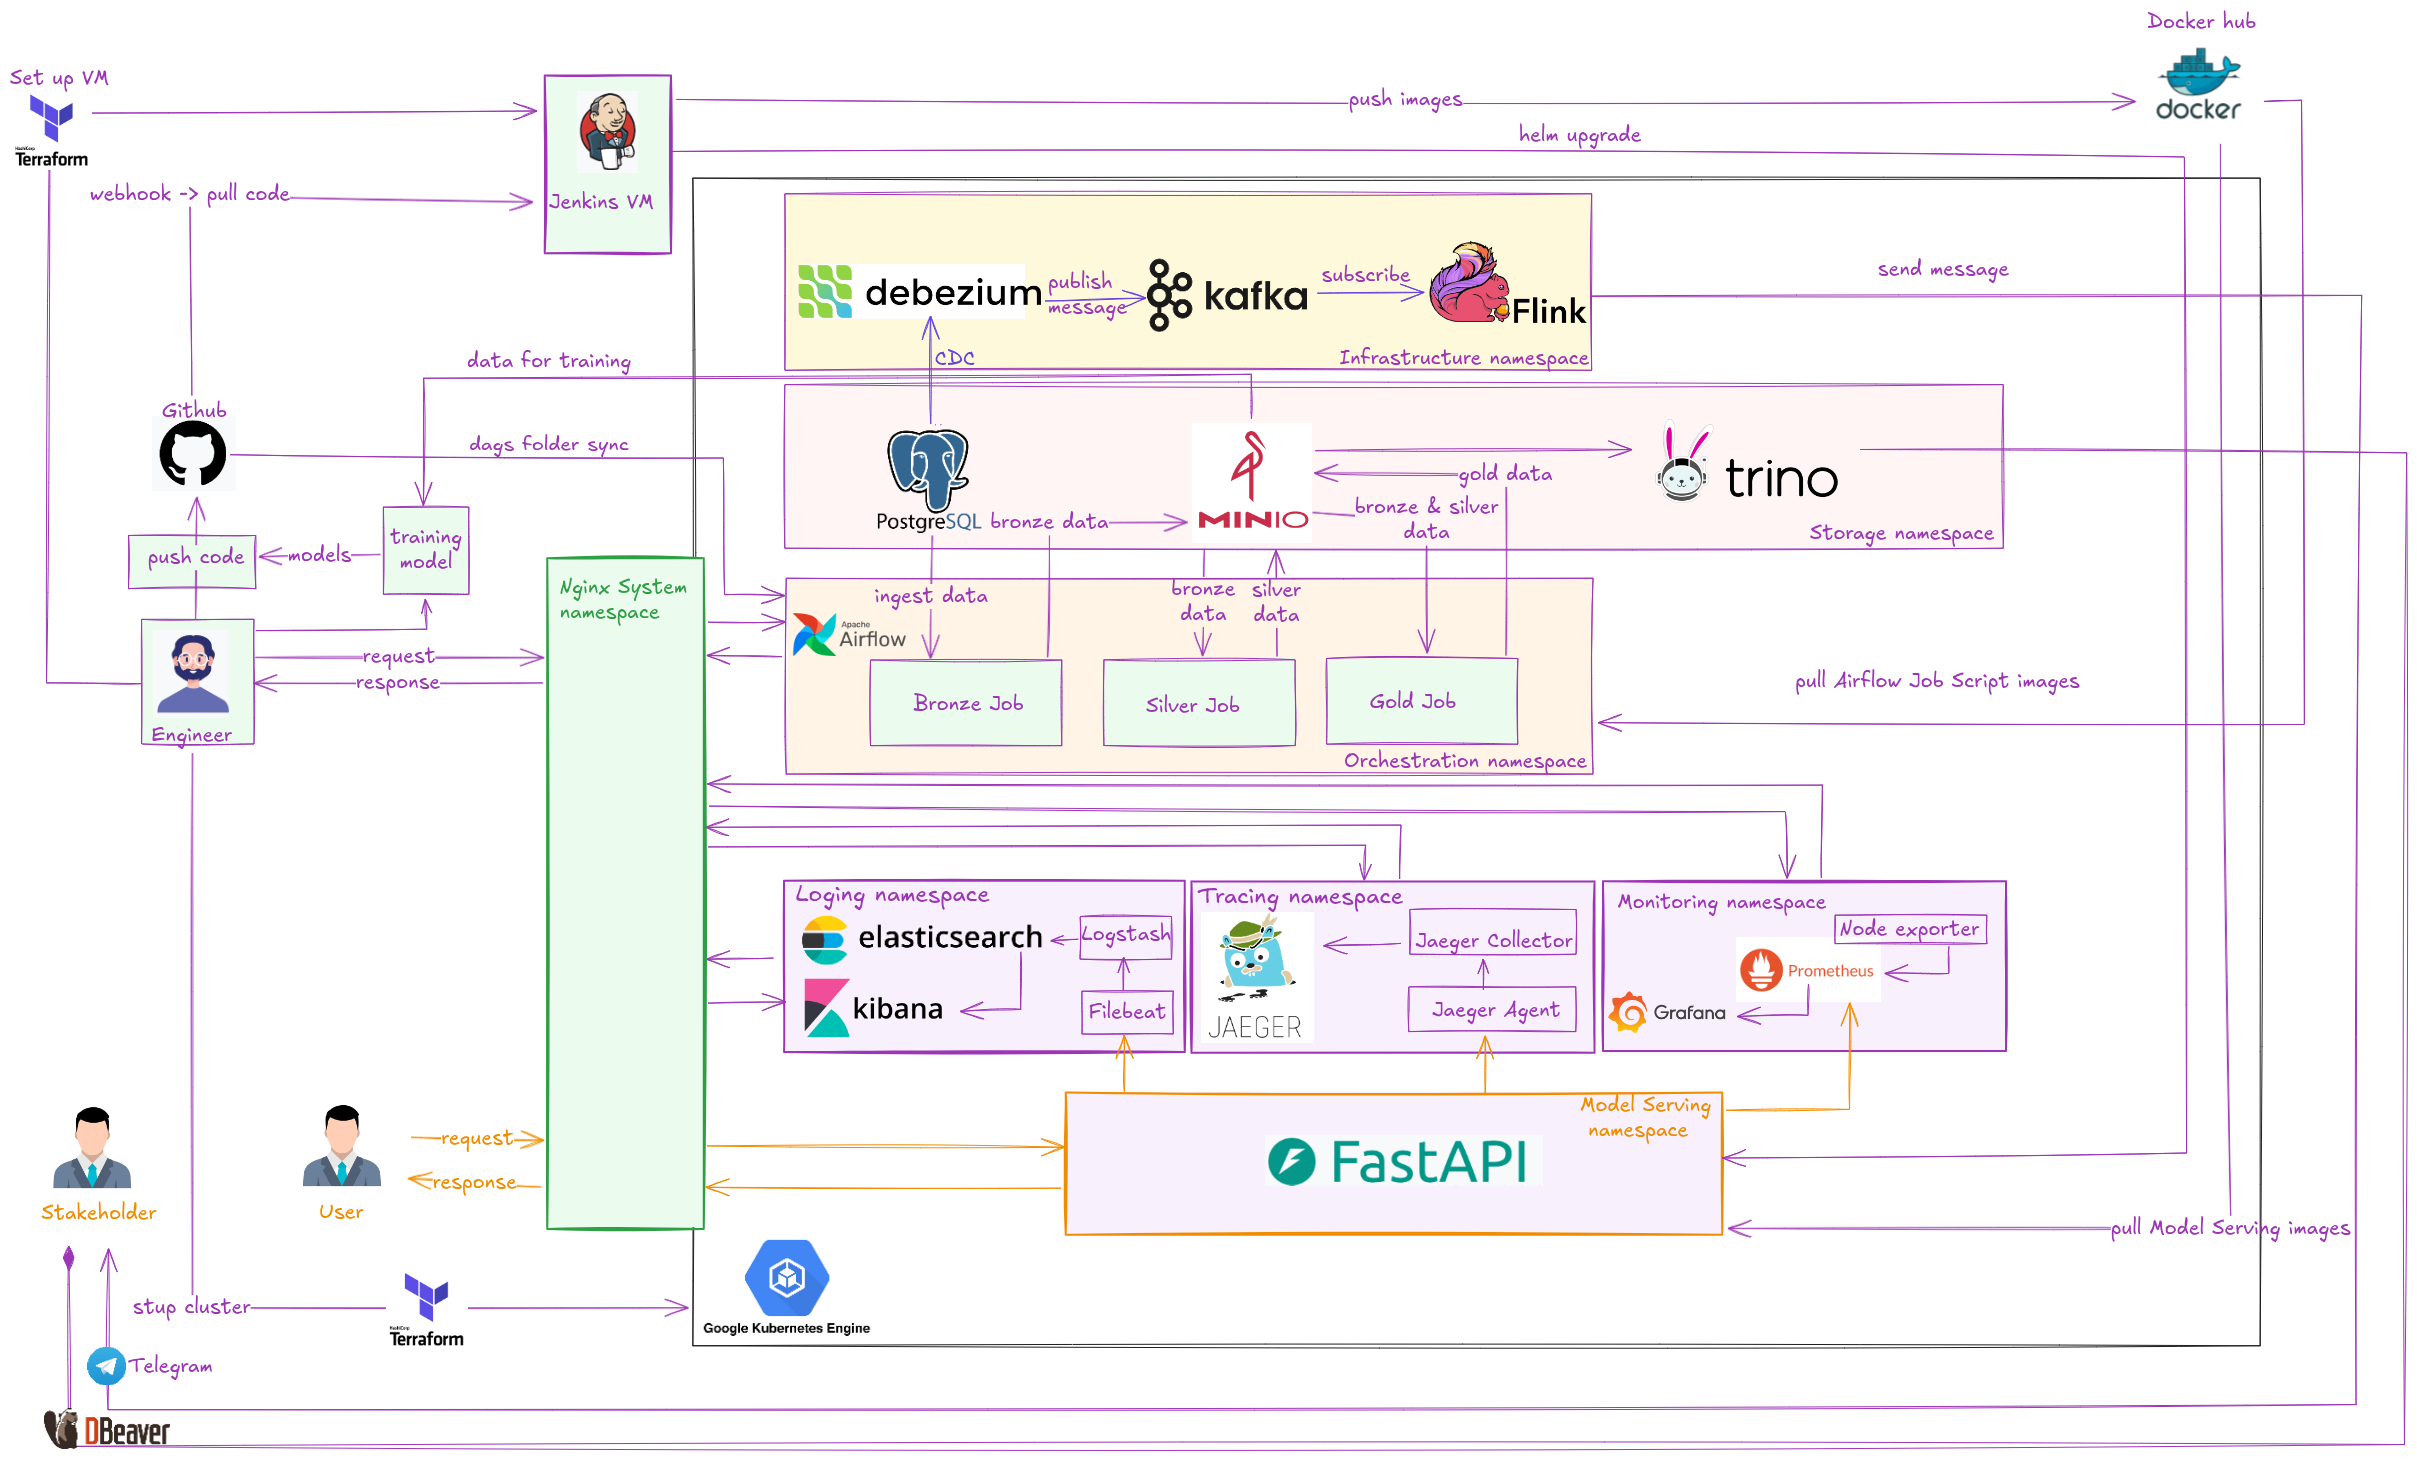 Docker hub
docker
Set up VM
HashiCorp
Terraform
push images
helm upgrade
webhook -> pull code
Jenkins VM
debezium
publish
message
kafka
subscribe
Flink
send message
CDC
Infrastructure namespace
data for training
Github
dags folder sync
PostgreSQL
bronze data
MINIO
gold data
bronze & silver
data
trino
Storage namespace
push code
models
training
model
Nginx System
namespace
ingest data
bronze
data
silver
data
Apache
Airflow
request
response
Engineer
Bronze Job
Silver Job
Gold Job
pull Airflow Job Script images
Orchestration namespace
Loging namespace
elasticsearch
Logstash
kibana
Filebeat
Tracing namespace
Jaeger Collector
Jaeger Agent
JAEGER
Monitoring namespace
Node exporter
Prometheus
Grafana
Model Serving
namespace
FastAPI
request
response
Stakeholder
User
pull Model Serving images
stup cluster
HashiCorp
Terraform
Google Kubernetes Engine
Telegram
DBeaver